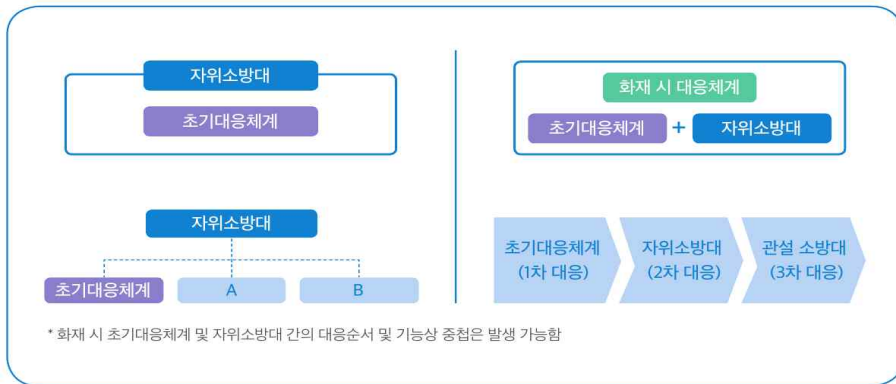 자위소방대
초기대응체계
자위소방대
초기대응체계
A
B
화재 시 대응체계
초기대응체계 + 자위소방대
초기대응체계
(1차 대응)
자위소방대
(2차 대응)
관설 소방대
(3차 대응)
* 화재 시 초기대응체계 및 자위소방대 간의 대응순서 및 기능상 중첩은 발생 가능함